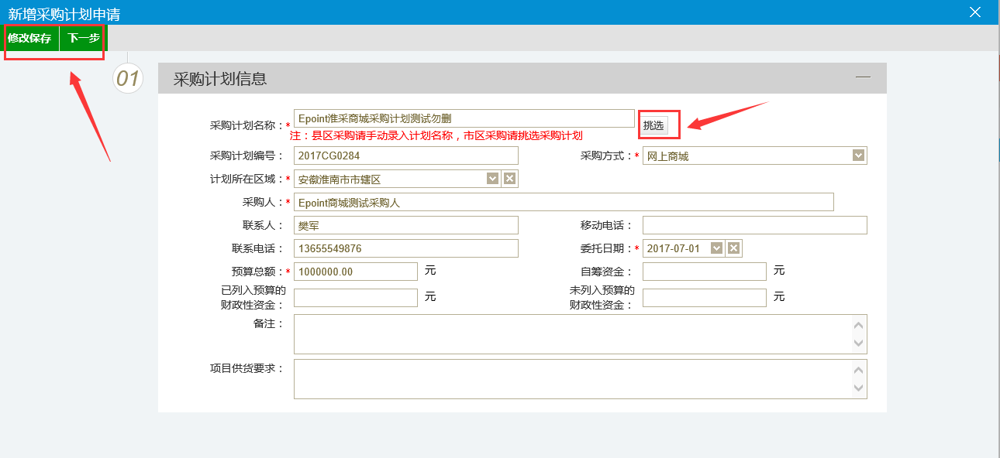 新增采购计划申请
修改保存 下一步
01 采购计划信息
采购计划名称：* Epoint淮采商城采购计划测试勿删 挑选
注：县区采购请手动录入计划名称，市区采购请挑选采购计划
采购计划编号： 2017CG0284 采购方式：* 网上商城
计划所在区域：* 安徽淮南市市辖区
采购人：* Epoint商城测试采购人
联系人： 樊军 移动电话：
联系电话： 13655549876 委托日期：* 2017-07-01
预算总额：* 1000000.00 元 自筹资金： 元
已列入预算的 未列入预算的
财政性资金： 元 财政性资金： 元
备注：
项目供货要求：